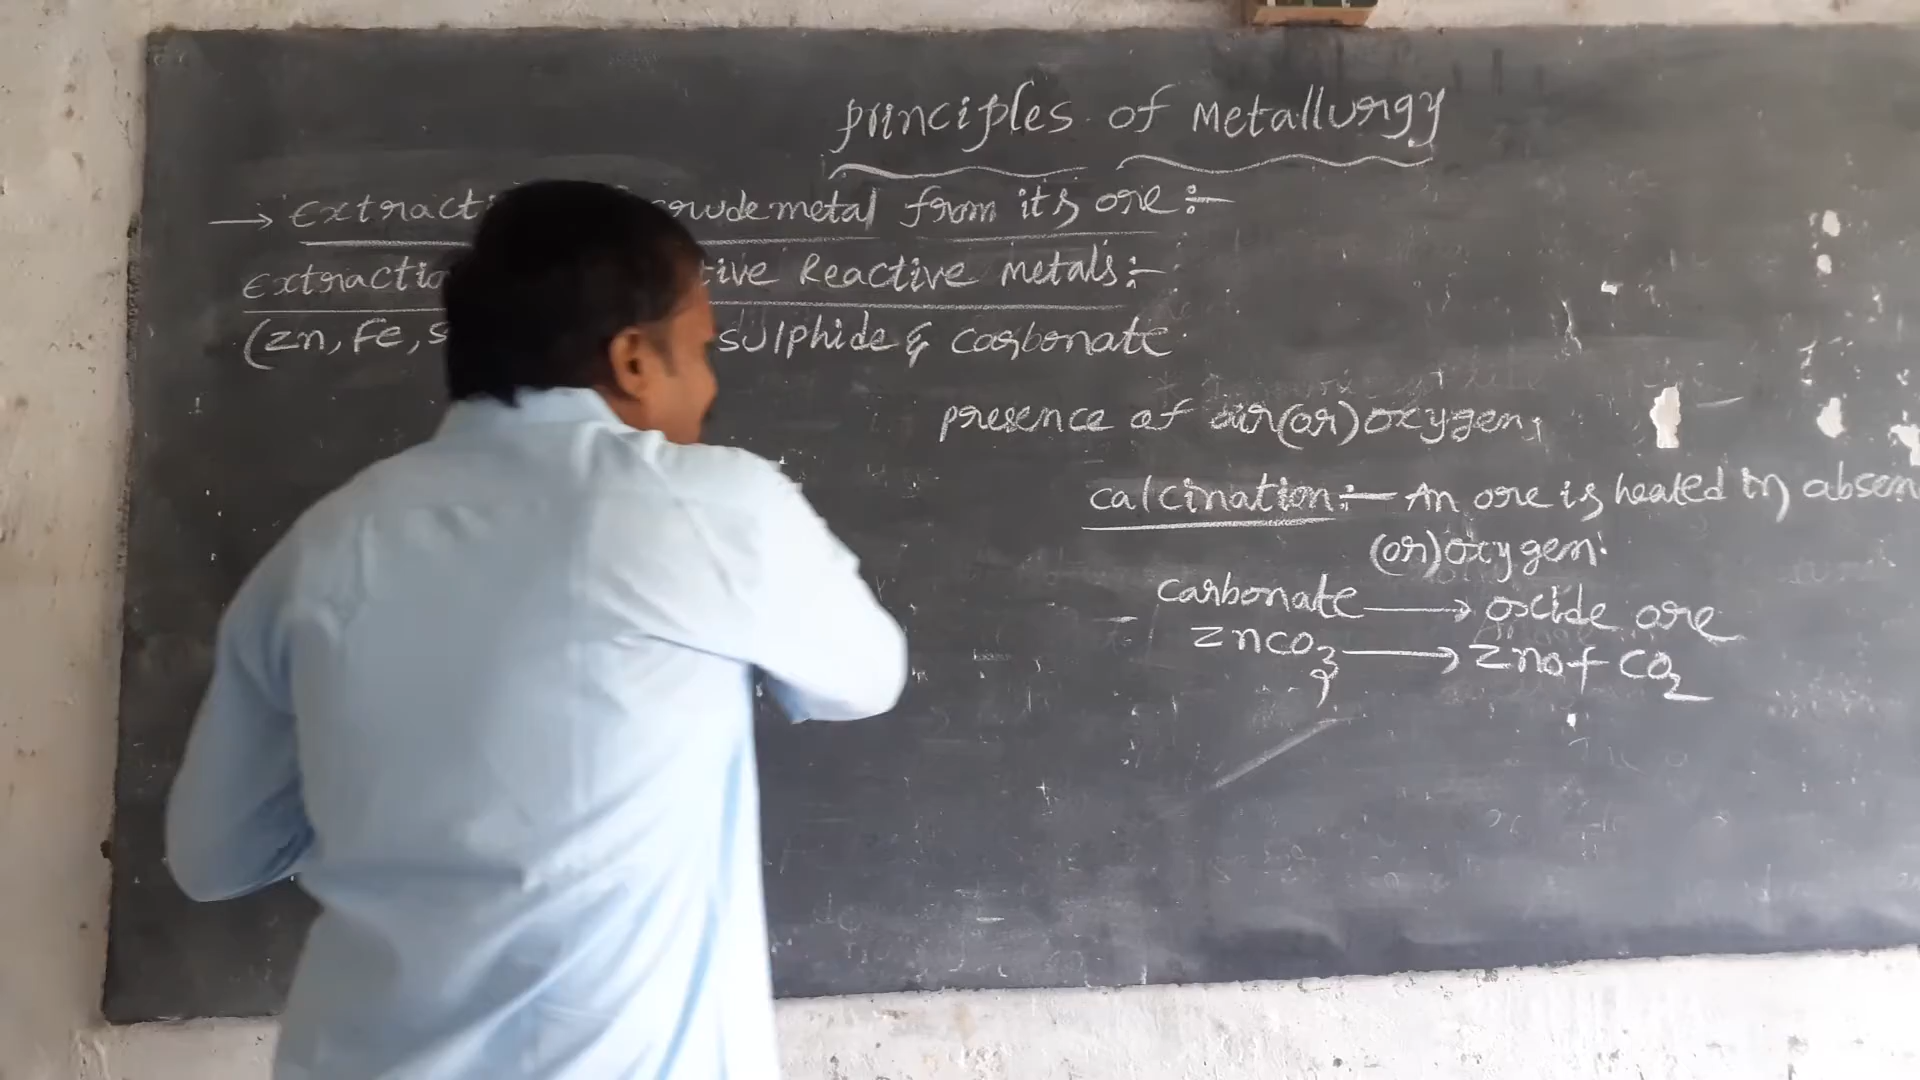 principles of Metallurgy
→ Extracti crude metal from its ore :-
Extractio tive Reactive metals :-
(Zn, Fe, s sulphide & carbonate
presence of air (or) oxygen,
calcination :- An ore is heated in absen
(or) oxygen.
carbonate → oxide ore
ZnCO3 → ZnO + CO2